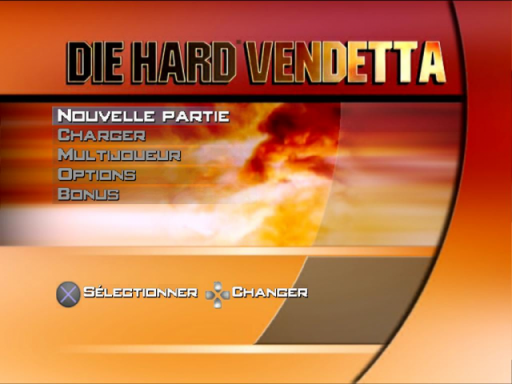 DIE HARD VENDETTA
NOUVELLE PARTIE
CHARGER
MULTIJOUEUR
OPTIONS
BONUS
SÉLECTIONNER CHANGER